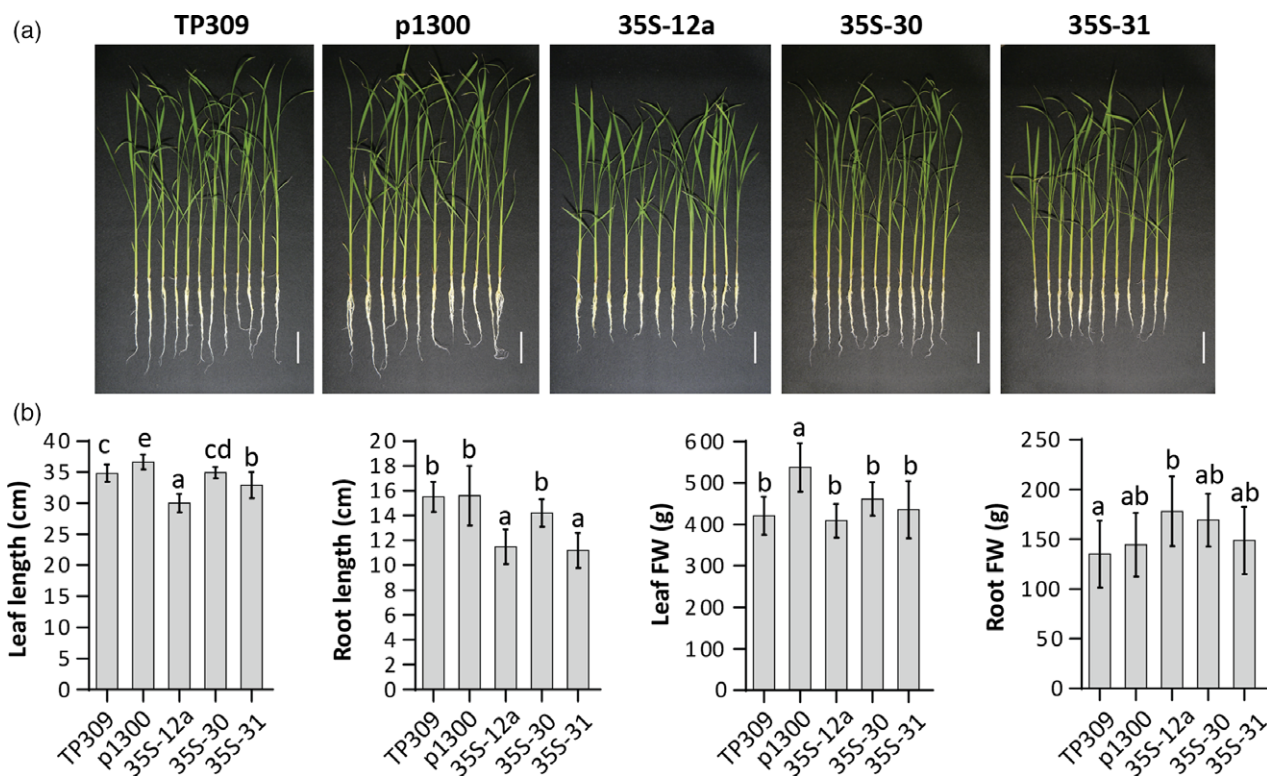 (a)
TP309 p1300 35S-12a 35S-30 35S-31
(b)
Leaf length (cm)
40
35
30
25
20
15
10
5
0
c e a cd b
TP309 p1300 35S-12a 35S-30 35S-31
Root length (cm)
20
18
16
14
12
10
8
6
4
2
0
b b a b a
TP309 p1300 35S-12a 35S-30 35S-31
Leaf FW (g)
600
500
400
300
200
100
0
b a b b b
TP309 p1300 35S-12a 35S-30 35S-31
Root FW (g)
250
200
150
100
50
0
a ab b ab ab
TP309 p1300 35S-12a 35S-30 35S-31